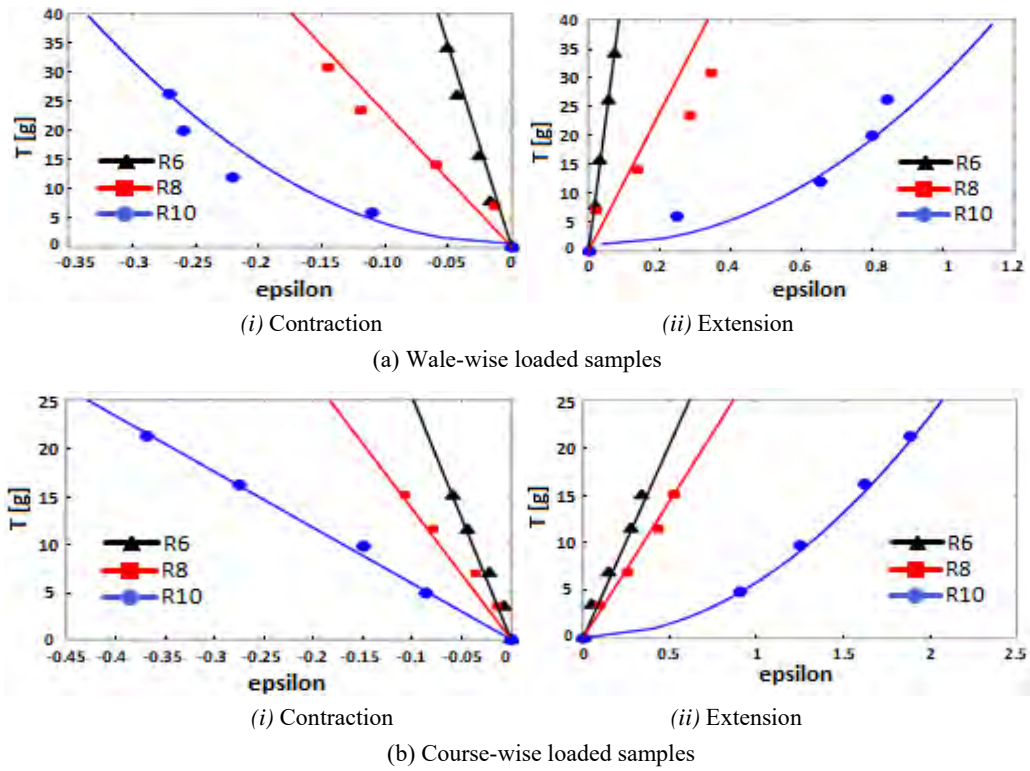 40
35
30
25
20
15
10
5
0
T [g]
R6
R8
R10
-0.35 -0.3 -0.25 -0.20 -0.15 -0.10 -0.05 0
epsilon
(i) Contraction
40
35
30
25
20
15
10
5
0
T [g]
R6
R8
R10
0 0.2 0.4 0.6 0.8 1 1.2
epsilon
(ii) Extension
(a) Wale-wise loaded samples
25
20
15
10
5
0
T [g]
R6
R8
R10
-0.45 -0.4 -0.35 -0.3 -0.25 -0.2 -0.15 -0.1 -0.05 0
epsilon
(i) Contraction
25
20
15
10
5
0
T [g]
R6
R8
R10
0 0.5 1 1.5 2 2.5
epsilon
(ii) Extension
(b) Course-wise loaded samples